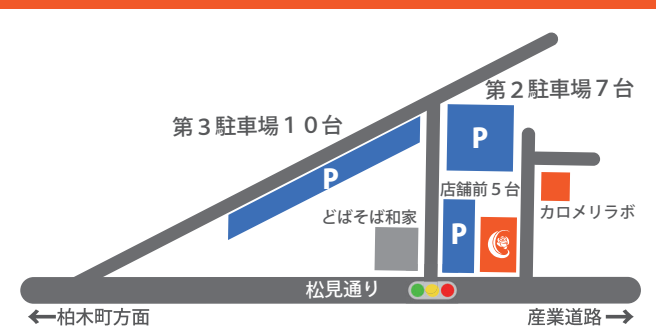 第２駐車場７台
第３駐車場１０台
P
P
店舗前５台
カロメリラボ
どばそば和家
P
松見通り
←柏木町方面
産業道路→